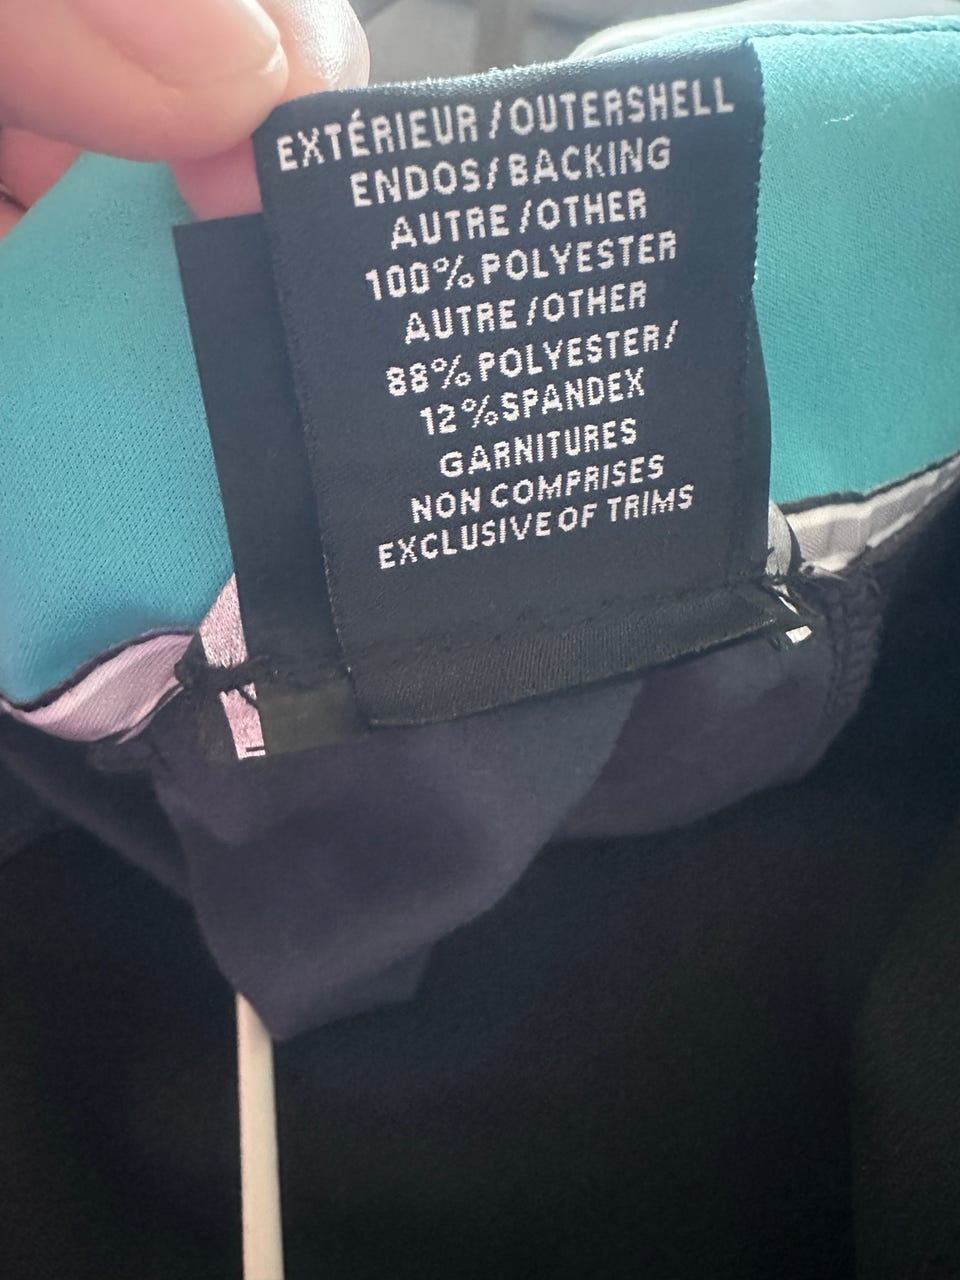 EXTÉRIEUR/OUTERSHELL
ENDOS/BACKING
AUTRE/OTHER
100% POLYESTER
AUTRE/OTHER
88% POLYESTER/
12% SPANDEX
GARNITURES
NON COMPRISES
EXCLUSIVE OF TRIMS